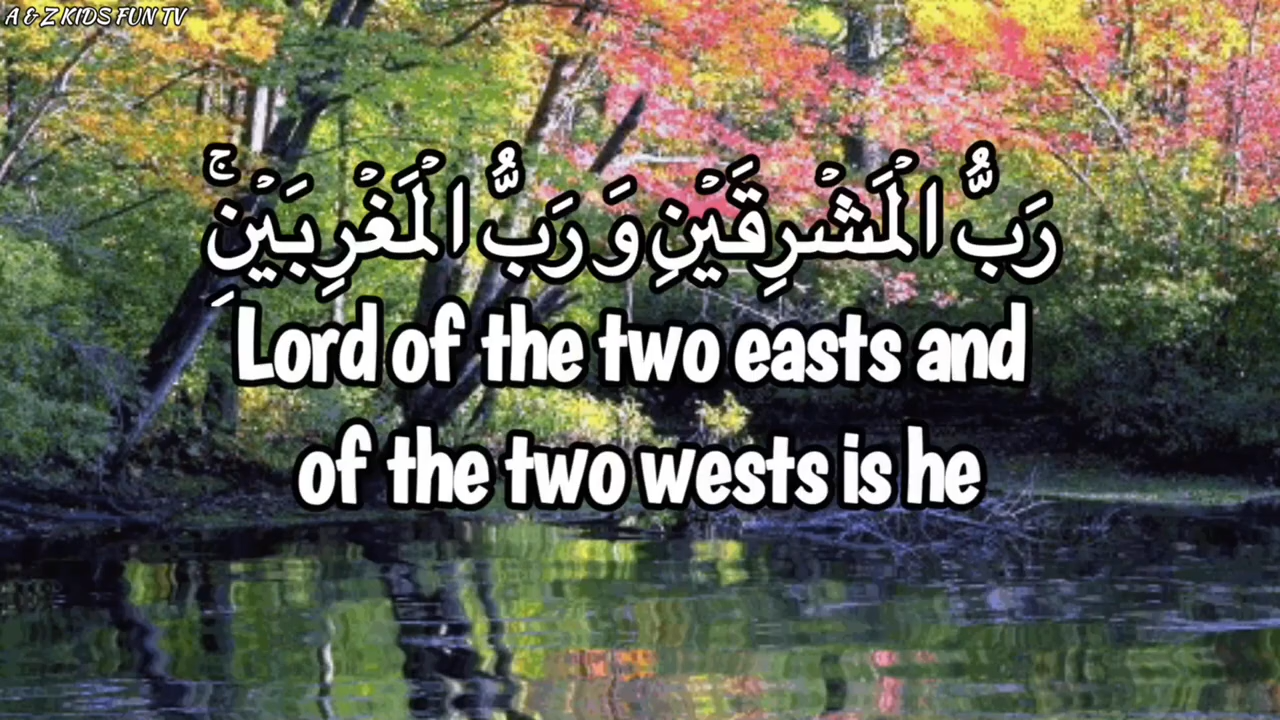 A & Z KIDS FUN TV
رَبُّ الْمَشْرِقَيْنِ وَ رَبُّ الْمَغْرِبَيْنِۚ
Lord of the two easts and
of the two wests is he